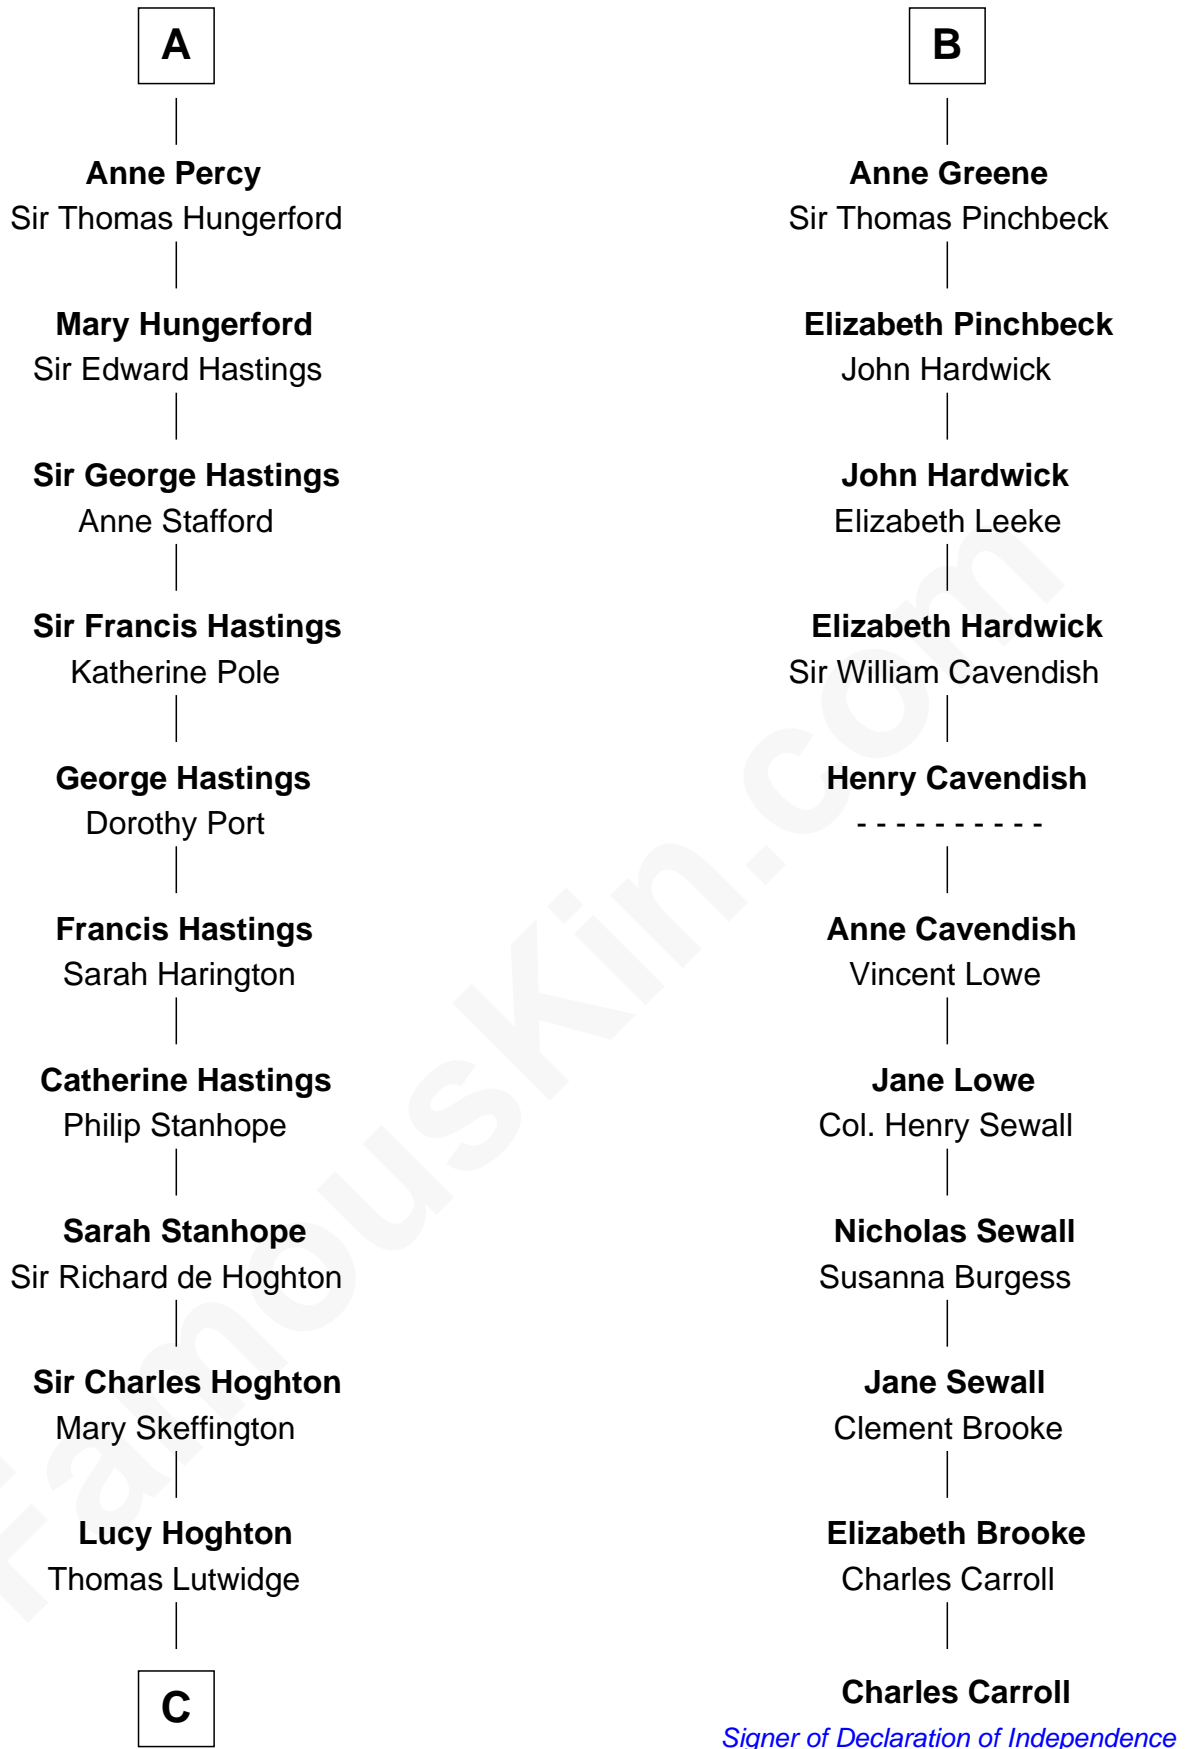 A
Anne Percy
Sir Thomas Hungerford
Mary Hungerford
Sir Edward Hastings
Sir George Hastings
Anne Stafford
Sir Francis Hastings
Katherine Pole
George Hastings
Dorothy Port
Francis Hastings
Sarah Harington
Catherine Hastings
Philip Stanhope
Sarah Stanhope
Sir Richard de Hoghton
Sir Charles Hoghton
Mary Skeffington
Lucy Hoghton
Thomas Lutwidge
C
B
Anne Greene
Sir Thomas Pinchbeck
Elizabeth Pinchbeck
John Hardwick
John Hardwick
Elizabeth Leeke
Elizabeth Hardwick
Sir William Cavendish
Henry Cavendish
- - - - - - - - - -
Anne Cavendish
Vincent Lowe
Jane Lowe
Col. Henry Sewall
Nicholas Sewall
Susanna Burgess
Jane Sewall
Clement Brooke
Elizabeth Brooke
Charles Carroll
Charles Carroll
Signer of Declaration of Independence
FamousKin.com